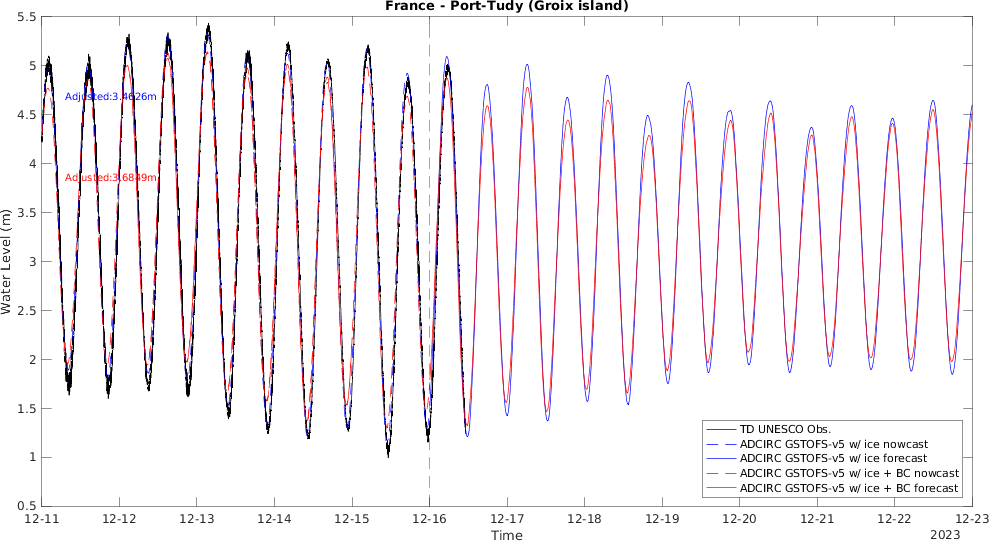 France - Port-Tudy (Groix island)
5.5
5
4.5
4
3.5
3
2.5
2
1.5
1
0.5
Water Level (m)
Adjusted:3.4626m
Adjusted:3.6849m
TD UNESCO Obs.
ADCIRC GSTOFS-v5 w/ ice nowcast
ADCIRC GSTOFS-v5 w/ ice forecast
ADCIRC GSTOFS-v5 w/ ice + BC nowcast
ADCIRC GSTOFS-v5 w/ ice + BC forecast
12-11 12-12 12-13 12-14 12-15 12-16 12-17 12-18 12-19 12-20 12-21 12-22 12-23
Time
2023